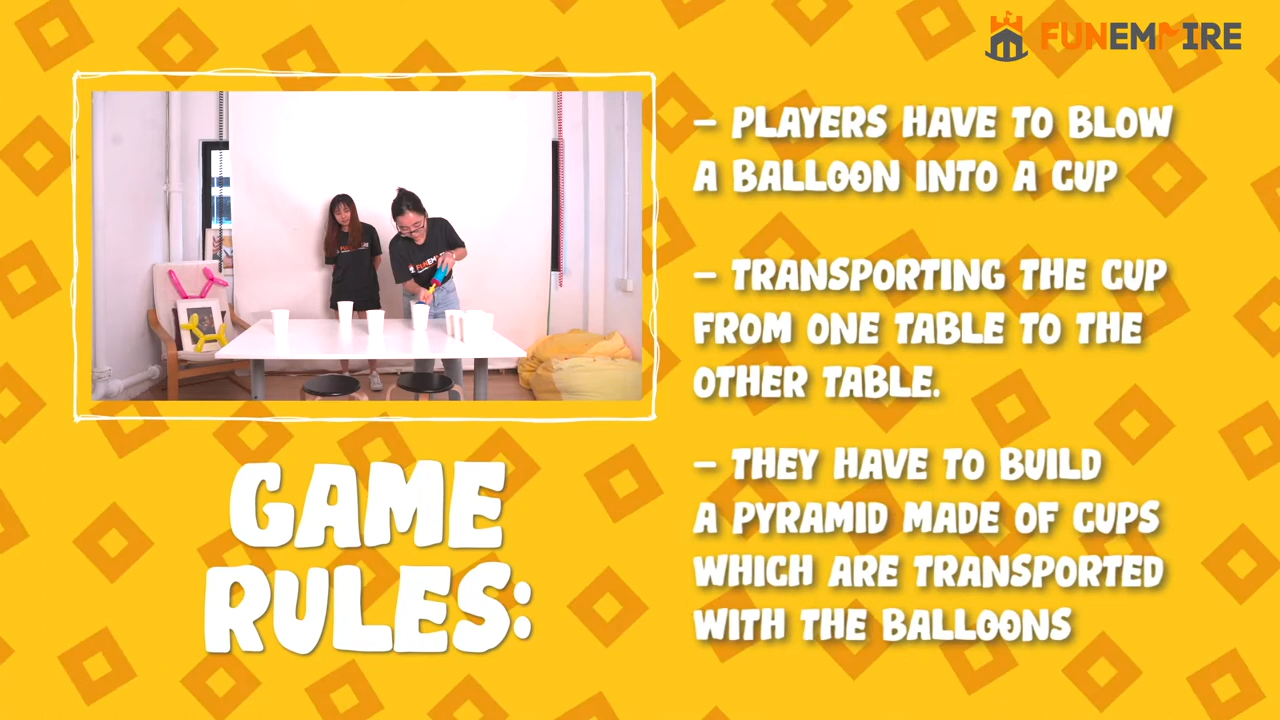 FUNEMPIRE
- PLAYERS HAVE TO BLOW
A BALLOON INTO A CUP
- TRANSPORTING THE CUP
FROM ONE TABLE TO THE
OTHER TABLE.
- THEY HAVE TO BUILD
A PYRAMID MADE OF CUPS
WHICH ARE TRANSPORTED
WITH THE BALLOONS
GAME
RULES:
FUNEMPIRE